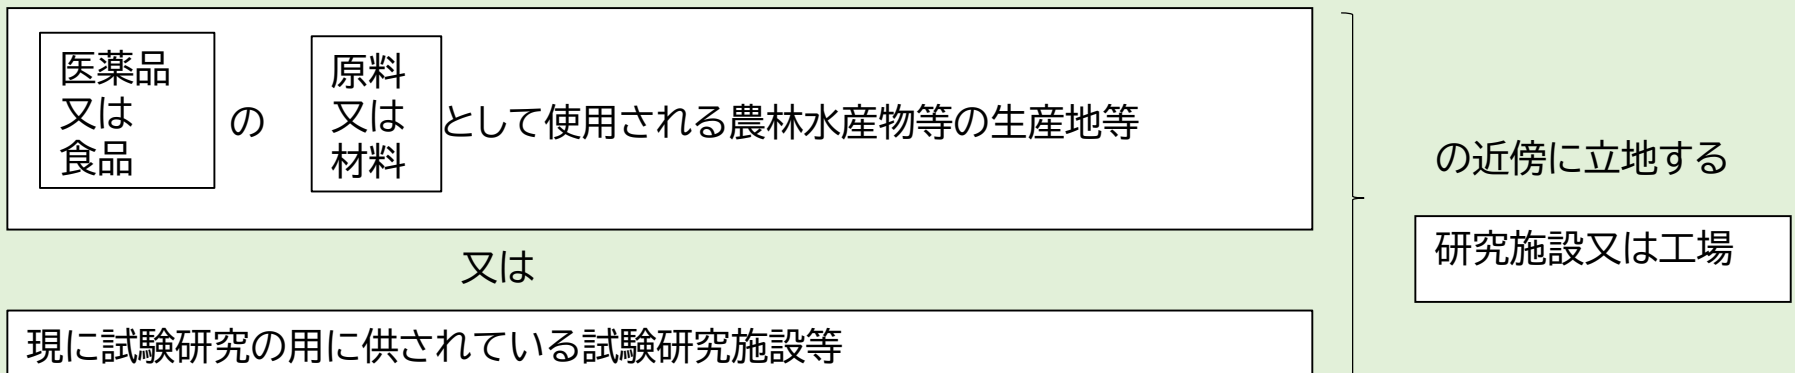 医薬品
又は
食品
の
原料
又は
材料
として使用される農林水産物等の生産地等
又は
現に試験研究の用に供されている試験研究施設等
の近傍に立地する
研究施設又は工場